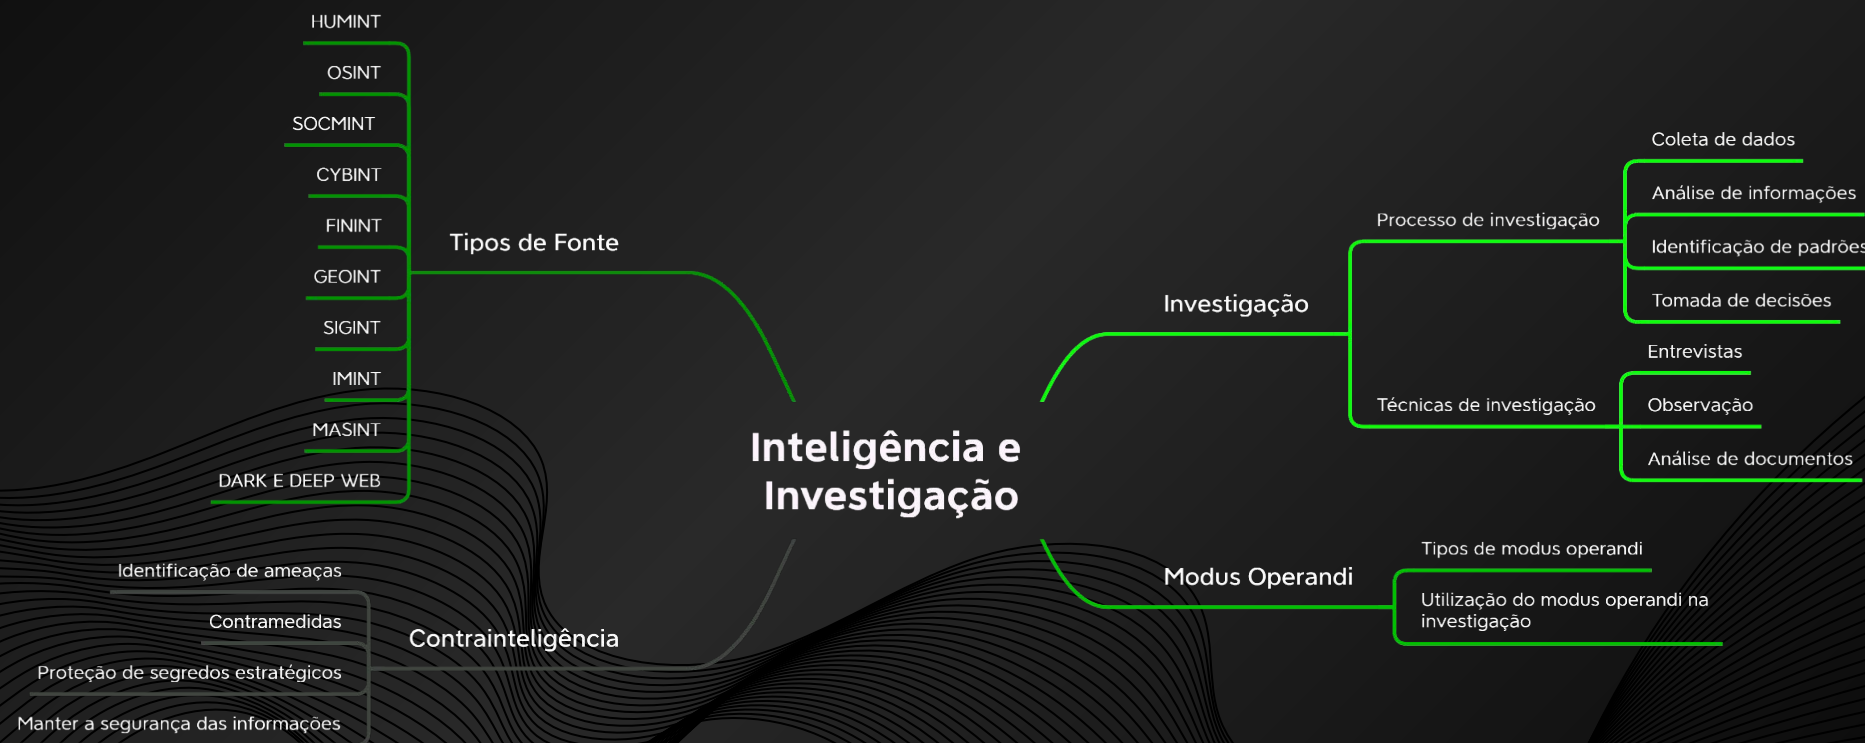 HUMINT
OSINT
SOCMINT
CYBINT
FININT
GEOINT
SIGINT
IMINT
MASINT
DARK E DEEP WEB
Tipos de Fonte
Identificação de ameaças
Contramedidas
Proteção de segredos estratégicos
Manter a segurança das informações
Contrainteligência
Inteligência e
Investigação
Investigação
Processo de investigação
Coleta de dados
Análise de informações
Identificação de padrões
Tomada de decisões
Técnicas de investigação
Entrevistas
Observação
Análise de documentos
Modus Operandi
Tipos de modus operandi
Utilização do modus operandi na
investigação